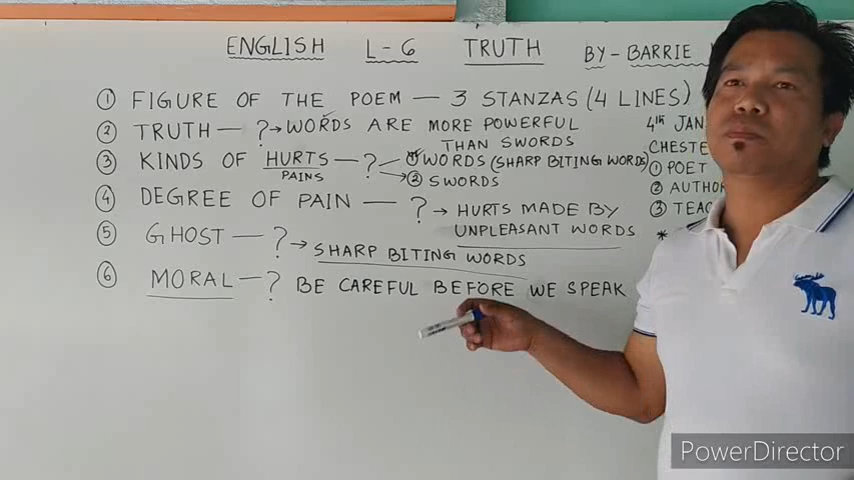 ENGLISH L-6 TRUTH BY-BARRIE
① FIGURE OF THE POEM — 3 STANZAS (4 LINES)
② TRUTH — ? → WORDS ARE MORE POWERFUL
THAN SWORDS
③ KINDS OF HURTS — ? ① WORDS (SHARP BITING WORDS)
PAINS
② SWORDS
④ DEGREE OF PAIN — ? → HURTS MADE BY
UNPLEASANT WORDS
⑤ GHOST — ? → SHARP BITING WORDS
⑥ MORAL — ? BE CAREFUL BEFORE WE SPEAK
4TH JAN
CHESTE
① POET
② AUTHOR
③ TEAC
*
PowerDirector